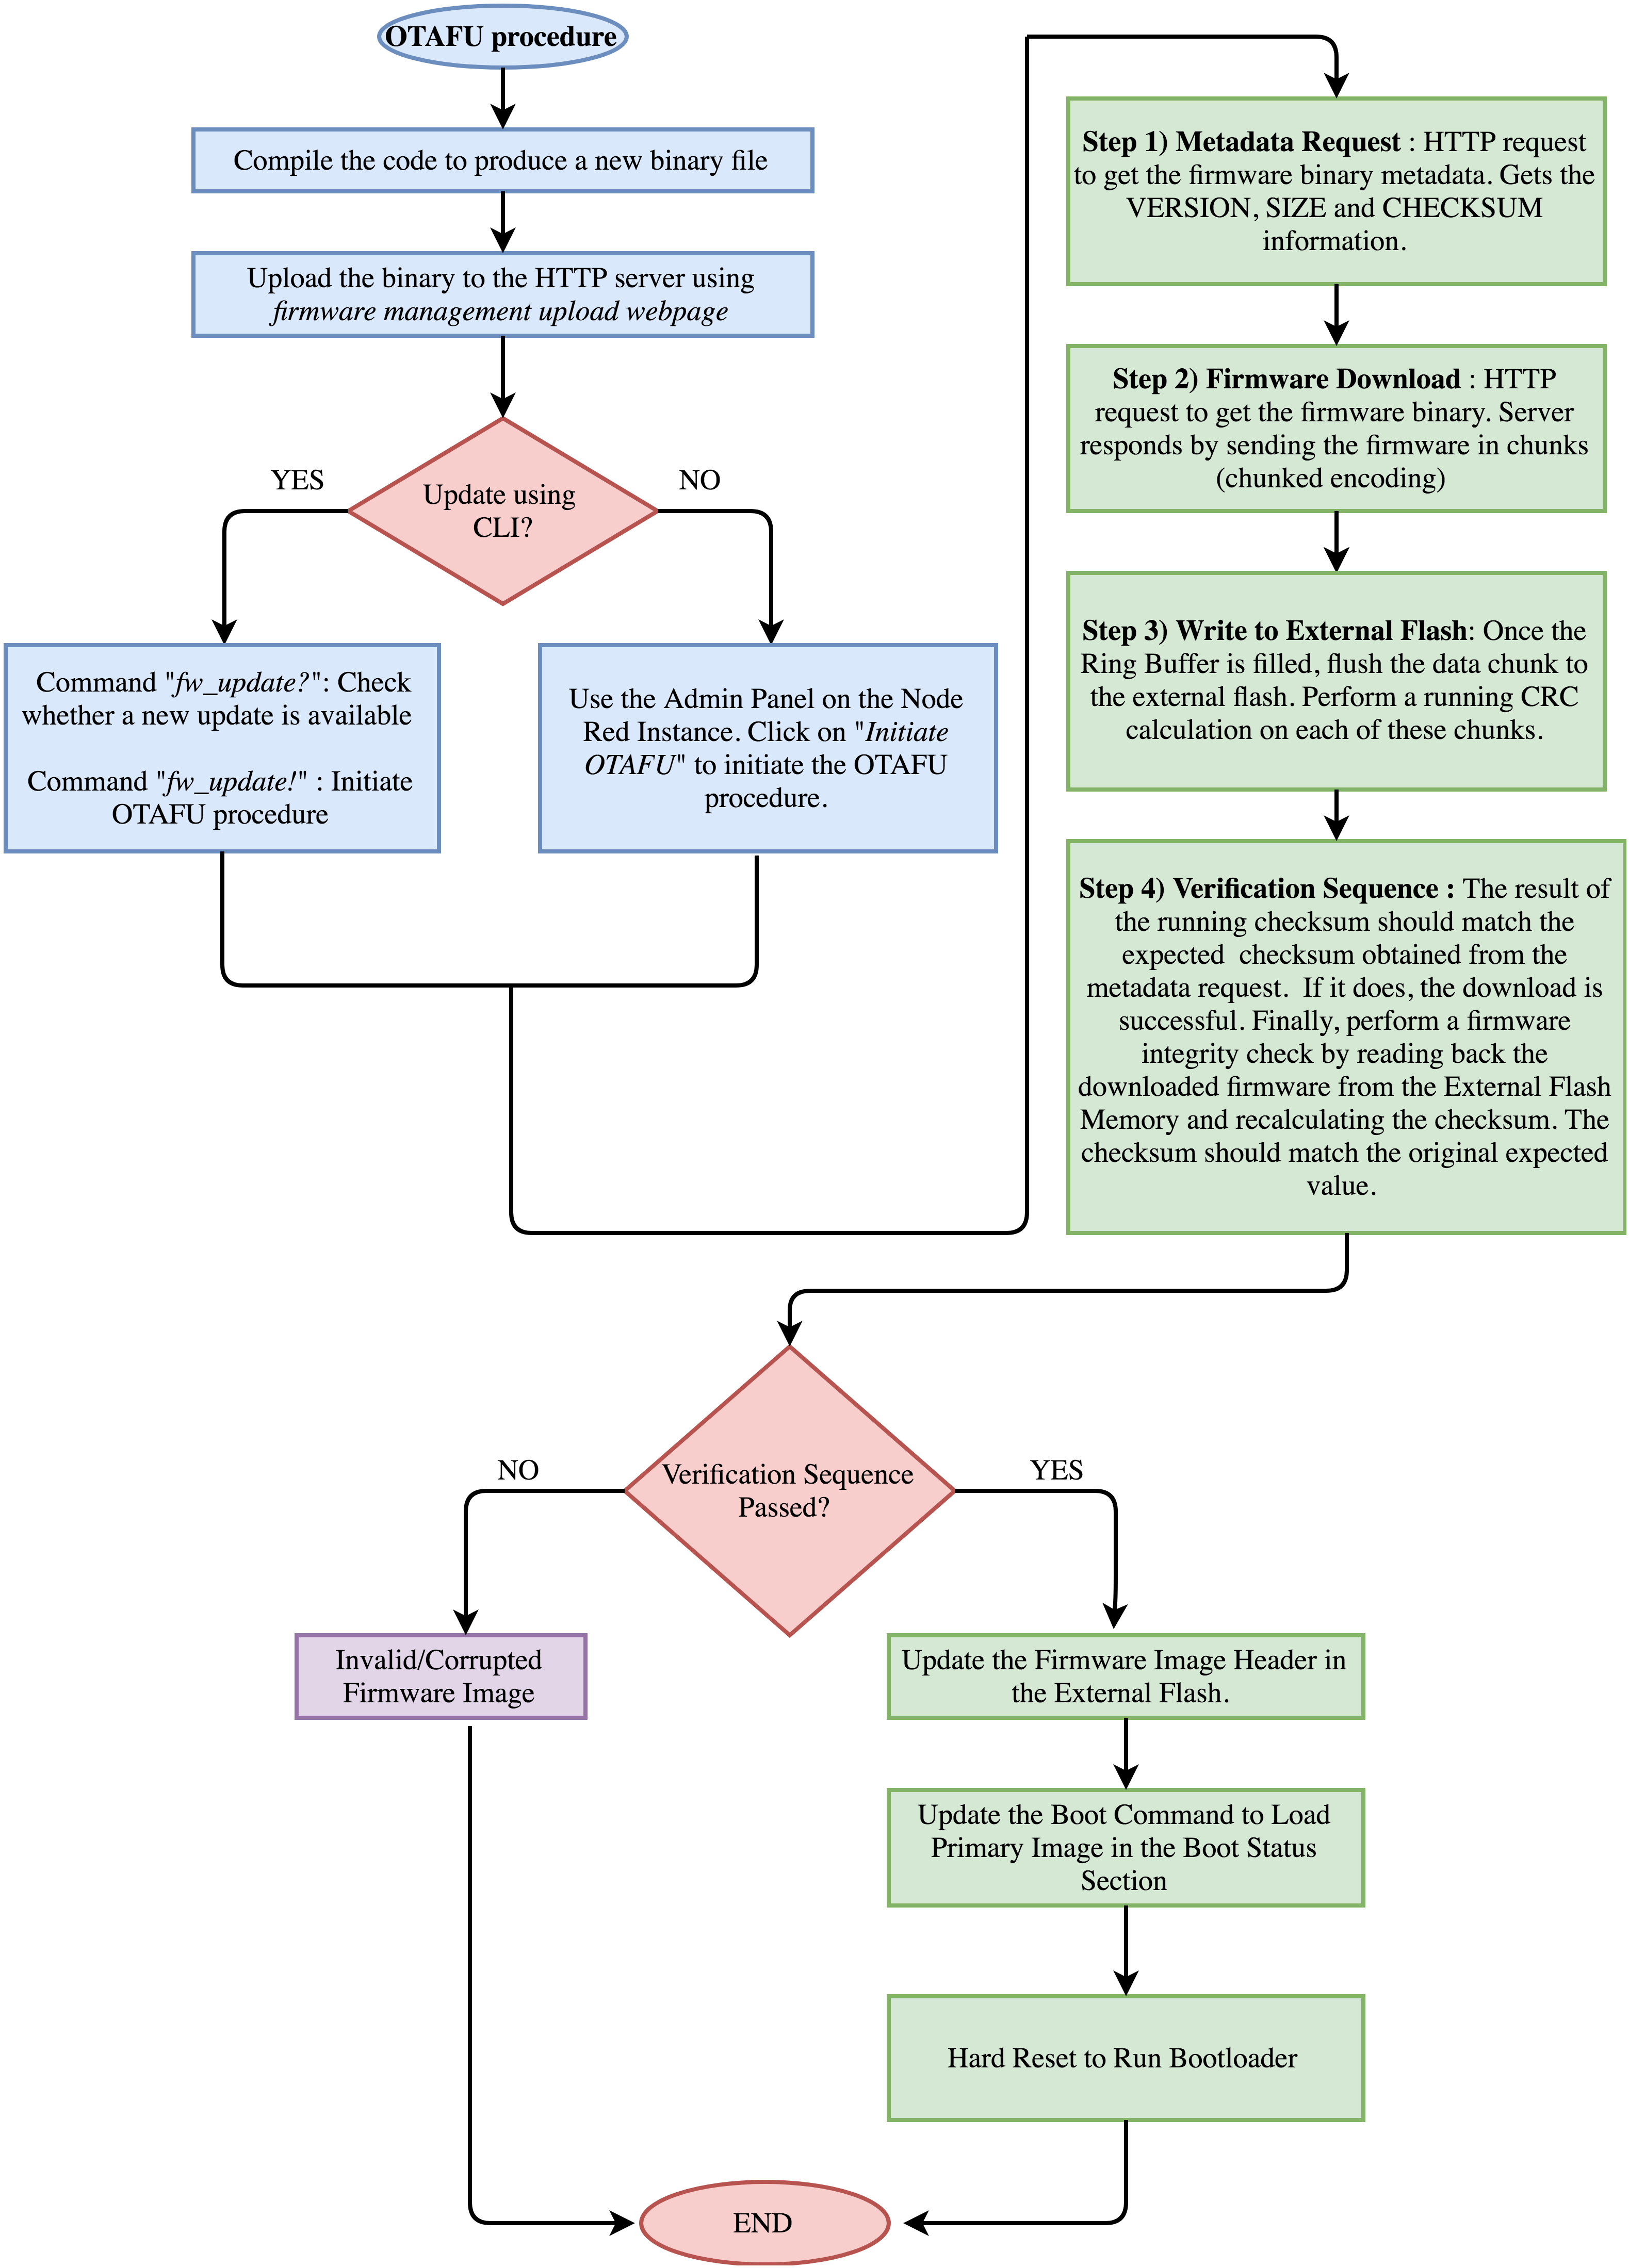 OTAFU procedure
Compile the code to produce a new binary file
Upload the binary to the HTTP server using
firmware management upload webpage
YES
NO
Update using
CLI?
Command "fw_update?": Check
whether a new update is available
Command "fw_update!" : Initiate
OTAFU procedure
Use the Admin Panel on the Node
Red Instance. Click on "Initiate
OTAFU" to initiate the OTAFU
procedure.
Step 1) Metadata Request : HTTP request
to get the firmware binary metadata. Gets the
VERSION, SIZE and CHECKSUM
information.
Step 2) Firmware Download : HTTP
request to get the firmware binary. Server
responds by sending the firmware in chunks
(chunked encoding)
Step 3) Write to External Flash: Once the
Ring Buffer is filled, flush the data chunk to
the external flash. Perform a running CRC
calculation on each of these chunks.
Step 4) Verification Sequence : The result of
the running checksum should match the
expected  checksum obtained from the
metadata request.  If it does, the download is
successful. Finally, perform a firmware
integrity check by reading back the
downloaded firmware from the External Flash
Memory and recalculating the checksum. The
checksum should match the original expected
value.
NO
YES
Verification Sequence
Passed?
Invalid/Corrupted
Firmware Image
Update the Firmware Image Header in
the External Flash.
Update the Boot Command to Load
Primary Image in the Boot Status
Section
Hard Reset to Run Bootloader
END